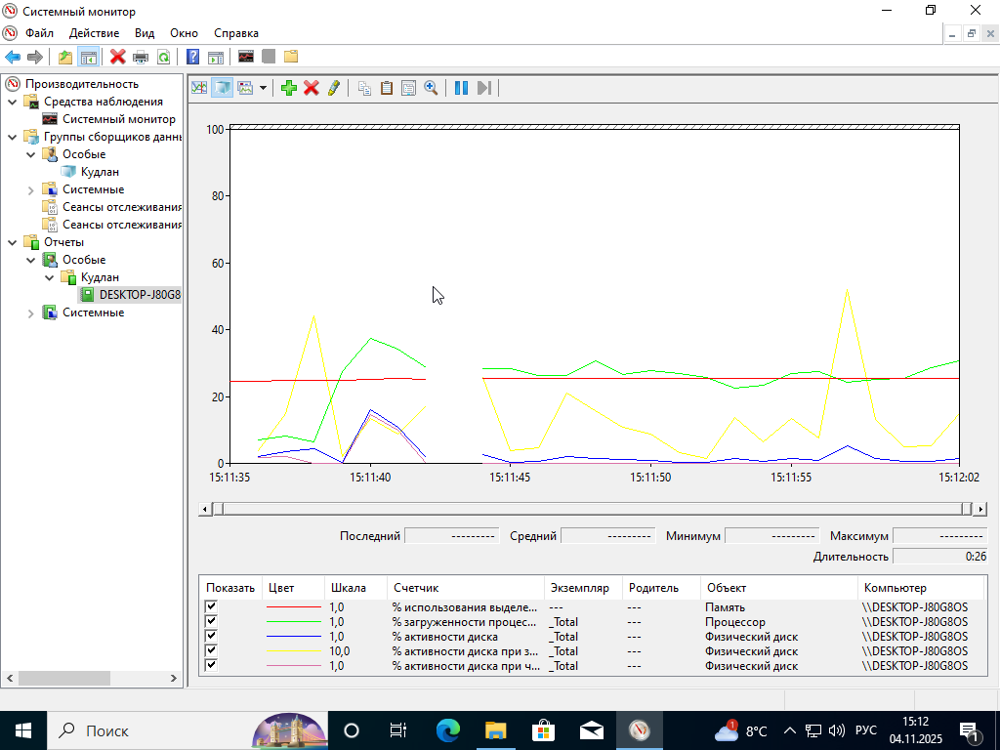 Системный монитор
Файл Действие Вид Окно Справка
Производительность
Средства наблюдения
Системный монитор
Группы сборщиков данны
Особые
Кудлан
Системные
Сеансы отслеживания
Сеансы отслеживания
Отчеты
Особые
Кудлан
DESKTOP-J80G8
Системные
100
80
60
40
20
0
15:11:35 15:11:40 15:11:45 15:11:50 15:11:55 15:12:02
Последний --------- Средний --------- Минимум --------- Максимум ---------
Длительность 0:26
Показать Цвет Шкала Счетчик Экземпляр Родитель Объект Компьютер
1,0 % использования выделе... --- --- Память \\DESKTOP-J80G8OS
1,0 % загруженности процес... _Total --- Процессор \\DESKTOP-J80G8OS
1,0 % активности диска _Total --- Физический диск \\DESKTOP-J80G8OS
10,0 % активности диска при з... _Total --- Физический диск \\DESKTOP-J80G8OS
1,0 % активности диска при ч... _Total --- Физический диск \\DESKTOP-J80G8OS
Поиск
1
8°C
РУС
15:12
04.11.2025
1